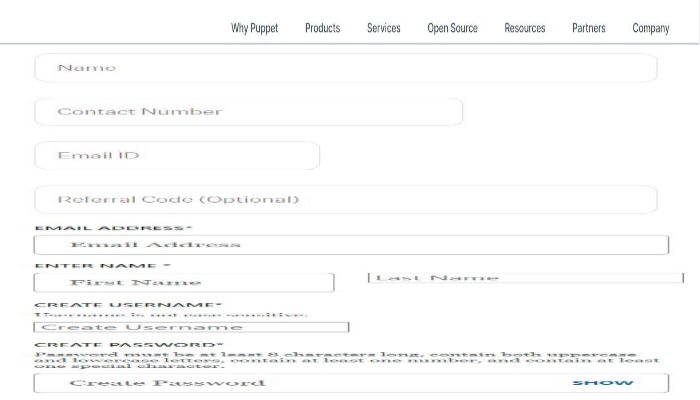 Why Puppet Products Services Open Source Resources Partners Company
Name
Contact Number
Email ID
Referral Code (Optional)
EMAIL ADDRESS*
Email Address
ENTER NAME *
First Name Last Name
CREATE USERNAME*
Username is not case sensitive.
Create Username
CREATE PASSWORD*
Password must be at least 8 characters long, contain both uppercase
and lowercase letters, contain at least one number, and contain at least
one special character.
Create Password SHOW